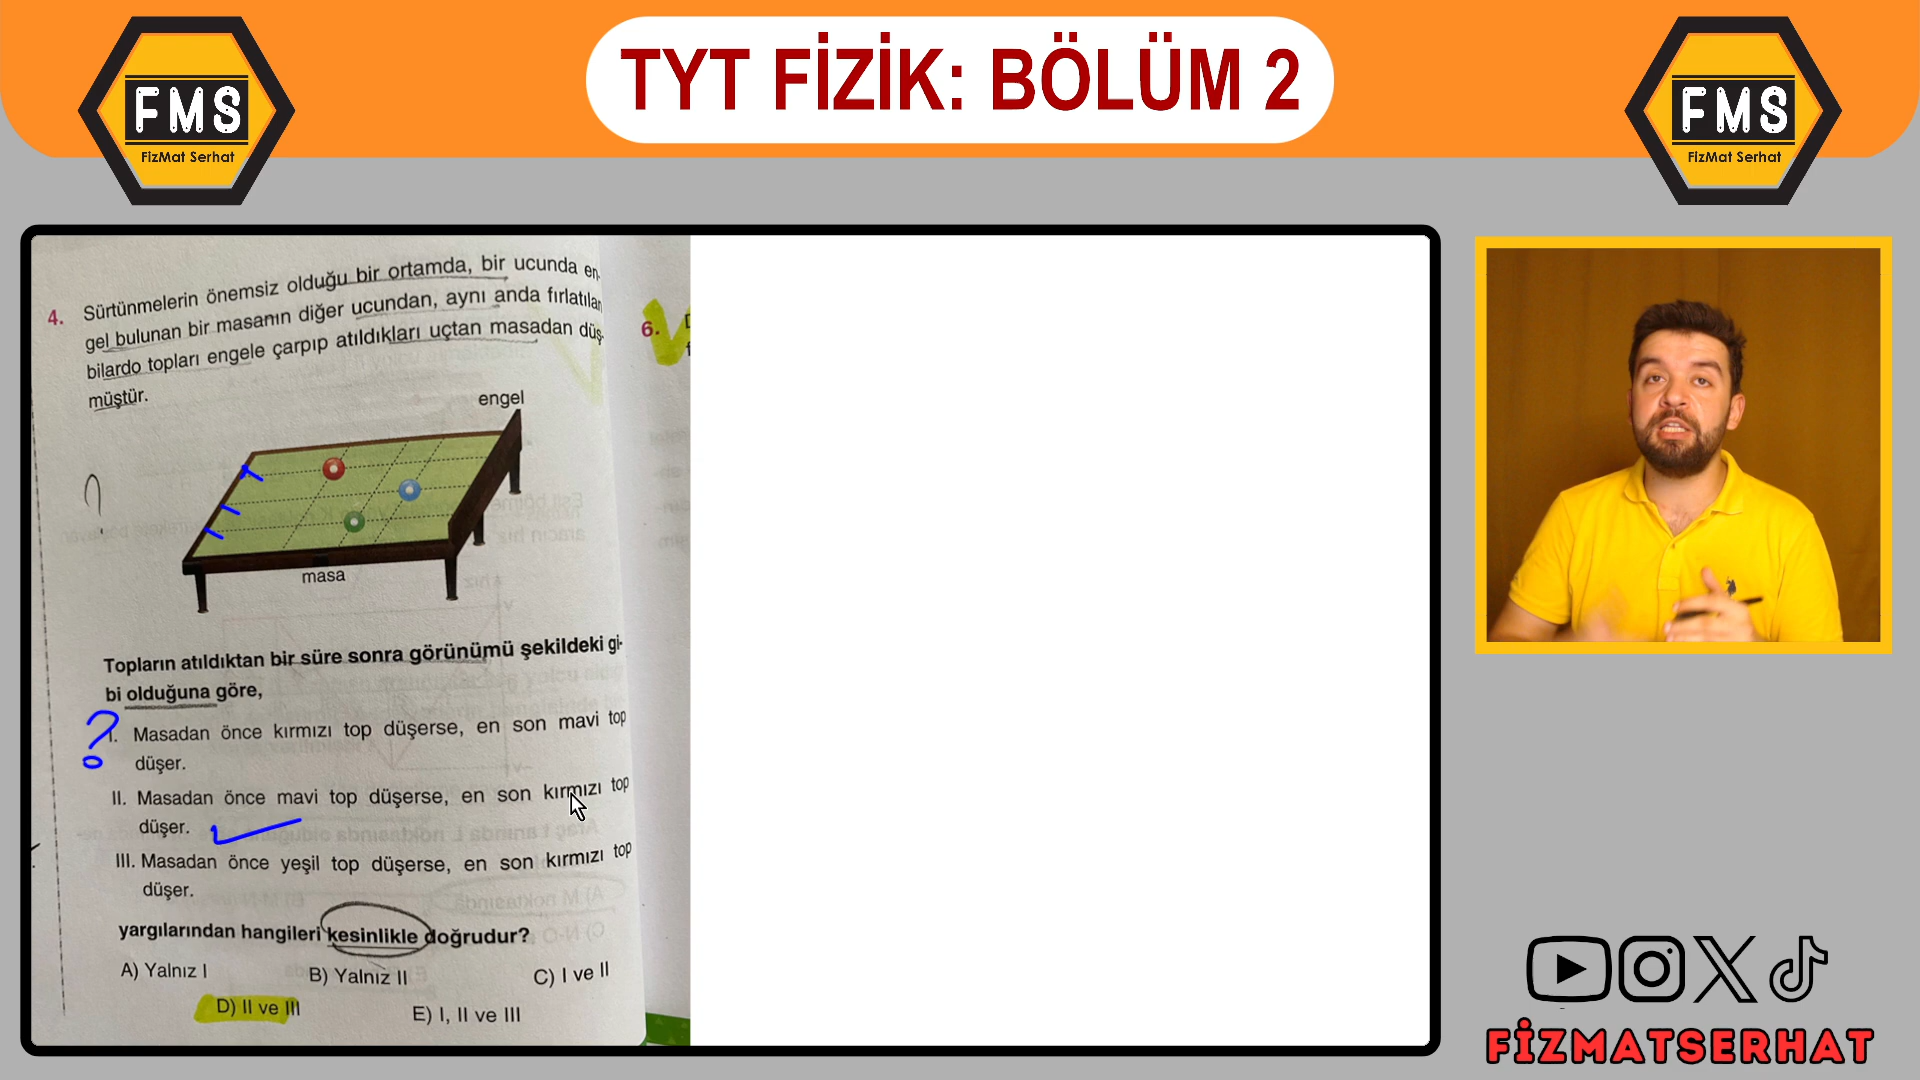 TYT FİZİK: BÖLÜM 2
FMS
FizMat Serhat
FMS
FizMat Serhat
4. Sürtünmelerin önemsiz olduğu bir ortamda, bir ucunda en-
gel bulunan bir masanın diğer ucundan, aynı anda fırlatılan
bilardo topları engele çarpıp atıldıkları uçtan masadan düş-
müştür.
6.
engel
masa
Topların atıldıktan bir süre sonra görünümü şekildeki gi-
bi olduğuna göre,
?
I. Masadan önce kırmızı top düşerse, en son mavi top
düşer.
II. Masadan önce mavi top düşerse, en son kırmızı top
düşer.
III. Masadan önce yeşil top düşerse, en son kırmızı top
düşer.
yargılarından hangileri kesinlikle doğrudur?
A) Yalnız I
B) Yalnız II
C) I ve II
D) II ve III
E) I, II ve III
FİZMATSERHAT